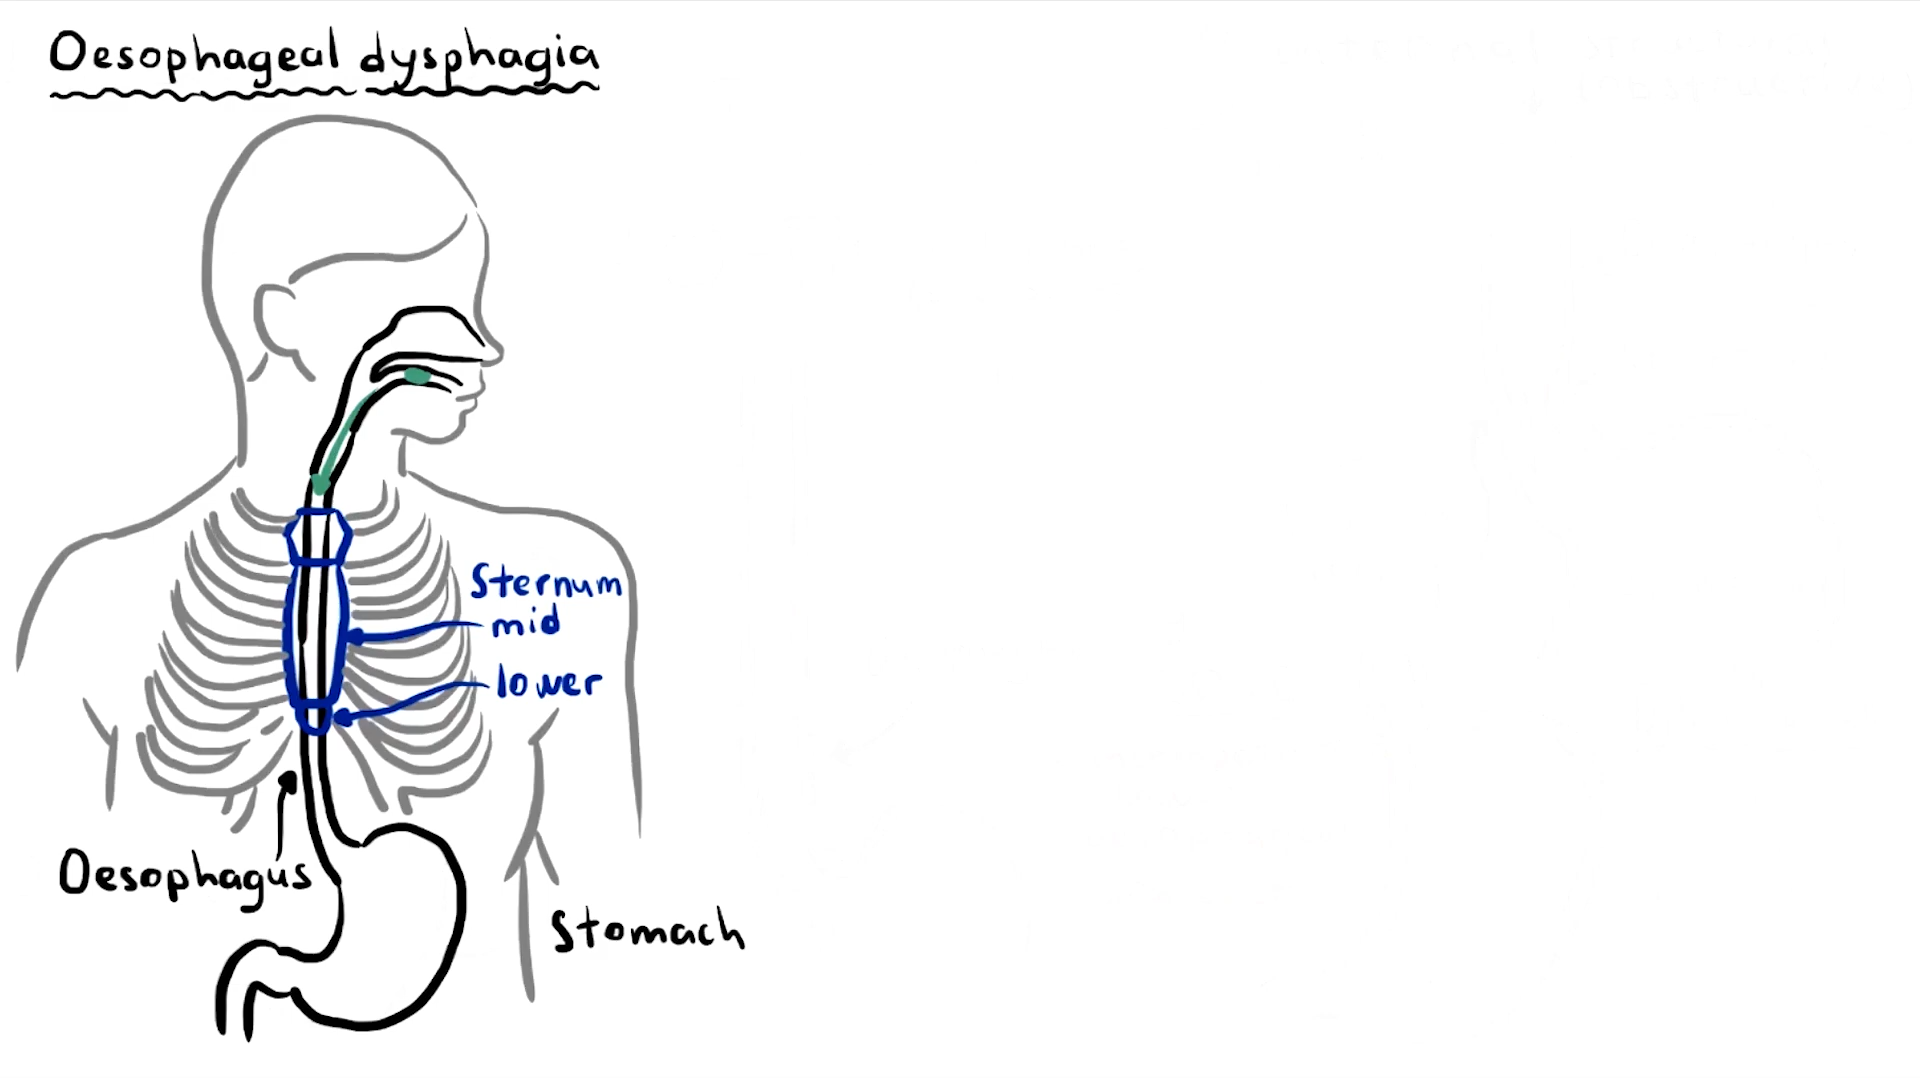 Oesophageal dysphagia
Sternum
mid
lower
Oesophagus
Stomach